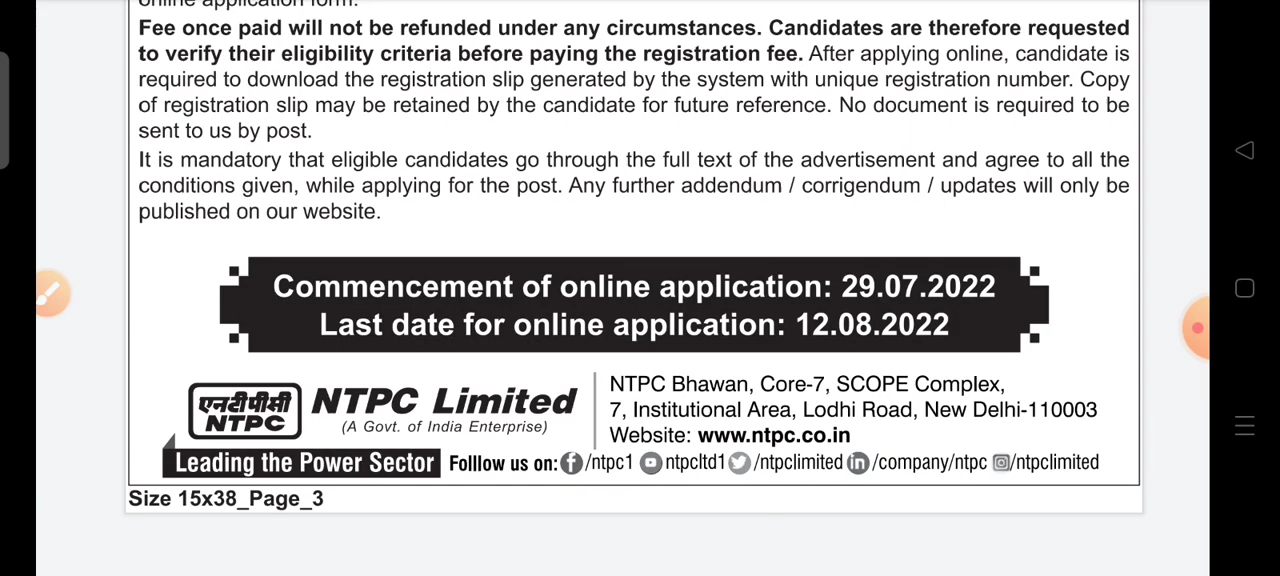 online application form.
Fee once paid will not be refunded under any circumstances. Candidates are therefore requested
to verify their eligibility criteria before paying the registration fee. After applying online, candidate is
required to download the registration slip generated by the system with unique registration number. Copy
of registration slip may be retained by the candidate for future reference. No document is required to be
sent to us by post.
It is mandatory that eligible candidates go through the full text of the advertisement and agree to all the
conditions given, while applying for the post. Any further addendum / corrigendum / updates will only be
published on our website.
Commencement of online application: 29.07.2022
Last date for online application: 12.08.2022
एनटीपीसी
NTPC
NTPC Limited
(A Govt. of India Enterprise)
Leading the Power Sector
NTPC Bhawan, Core-7, SCOPE Complex,
7, Institutional Area, Lodhi Road, New Delhi-110003
Website: www.ntpc.co.in
Folllow us on: /ntpc1 ntpcltd1 /ntpclimited /company/ntpc /ntpclimited
Size 15x38_Page_3